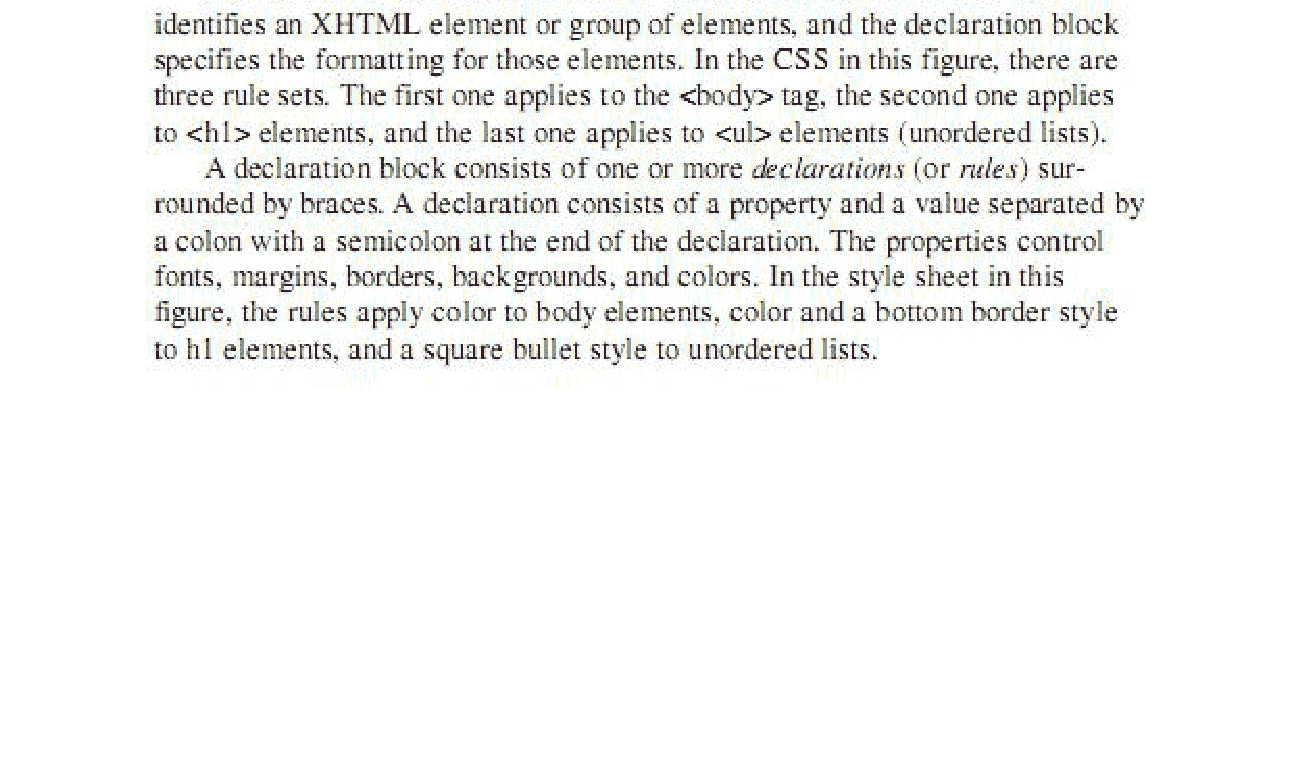 identifies an XHTML element or group of elements, and the declaration block
specifies the formatting for those elements. In the CSS in this figure, there are
three rule sets. The first one applies to the <body> tag, the second one applies
to <h1> elements, and the last one applies to <ul> elements (unordered lists).
A declaration block consists of one or more declarations (or rules) sur-
rounded by braces. A declaration consists of a property and a value separated by
a colon with a semicolon at the end of the declaration. The properties control
fonts, margins, borders, backgrounds, and colors. In the style sheet in this
figure, the rules apply color to body elements, color and a bottom border style
to h1 elements, and a square bullet style to unordered lists.